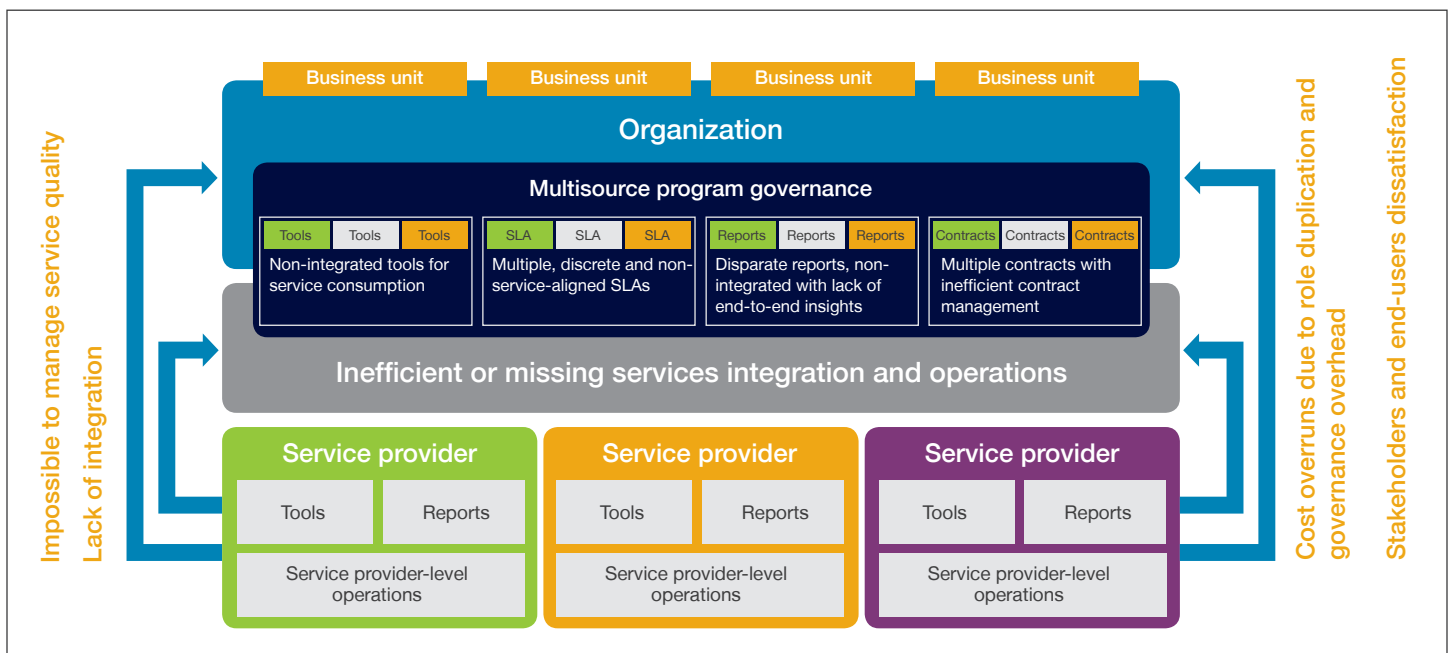 Business unit
Business unit
Business unit
Business unit
Organization
Multisource program governance
Tools
Tools
Tools
Non-integrated tools for
service consumption
SLA
SLA
SLA
Multiple, discrete and non-
service-aligned SLAs
Reports
Reports
Reports
Disparate reports, non-
integrated with lack of
end-to-end insights
Contracts
Contracts
Contracts
Multiple contracts with
inefficient contract
management
Inefficient or missing services integration and operations
Service provider
Tools
Reports
Service provider-level
operations
Service provider
Tools
Reports
Service provider-level
operations
Service provider
Tools
Reports
Service provider-level
operations
Impossible to manage service quality
Lack of integration
Cost overruns due to role duplication and
governance overhead
Stakeholders and end-users dissatisfaction